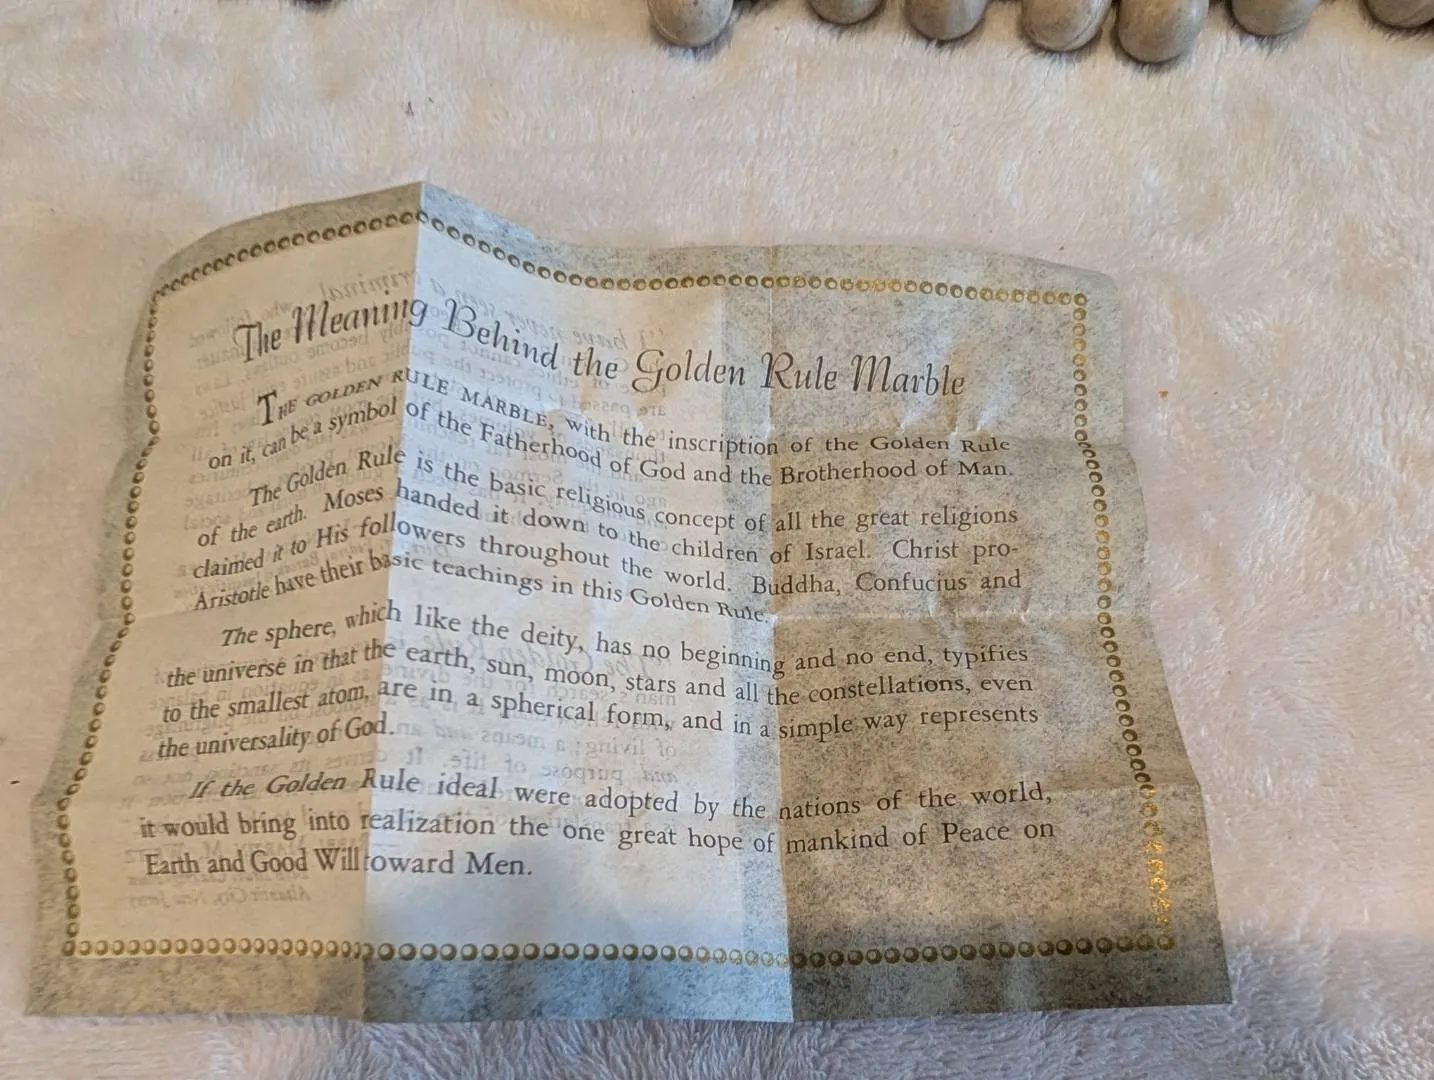 The Meaning Behind the Golden Rule Marble
THE GOLDEN RULE MARBLE, with the inscription of the Golden Rule
on it, can be a symbol of the Fatherhood of God and the Brotherhood of Man.
The Golden Rule is the basic religious concept of all the great religions
of the earth. Moses handed it down to the children of Israel. Christ pro-
claimed it to His followers throughout the world. Buddha, Confucius and
Aristotle have their basic teachings in this Golden Rule.
The sphere, which like the deity, has no beginning and no end, typifies
the universe in that the earth, sun, moon, stars and all the constellations, even
to the smallest atom, are in a spherical form, and in a simple way represents
the universality of God.
If the Golden Rule ideal were adopted by the nations of the world,
it would bring into realization the one great hope of mankind of Peace on
Earth and Good Will toward Men.